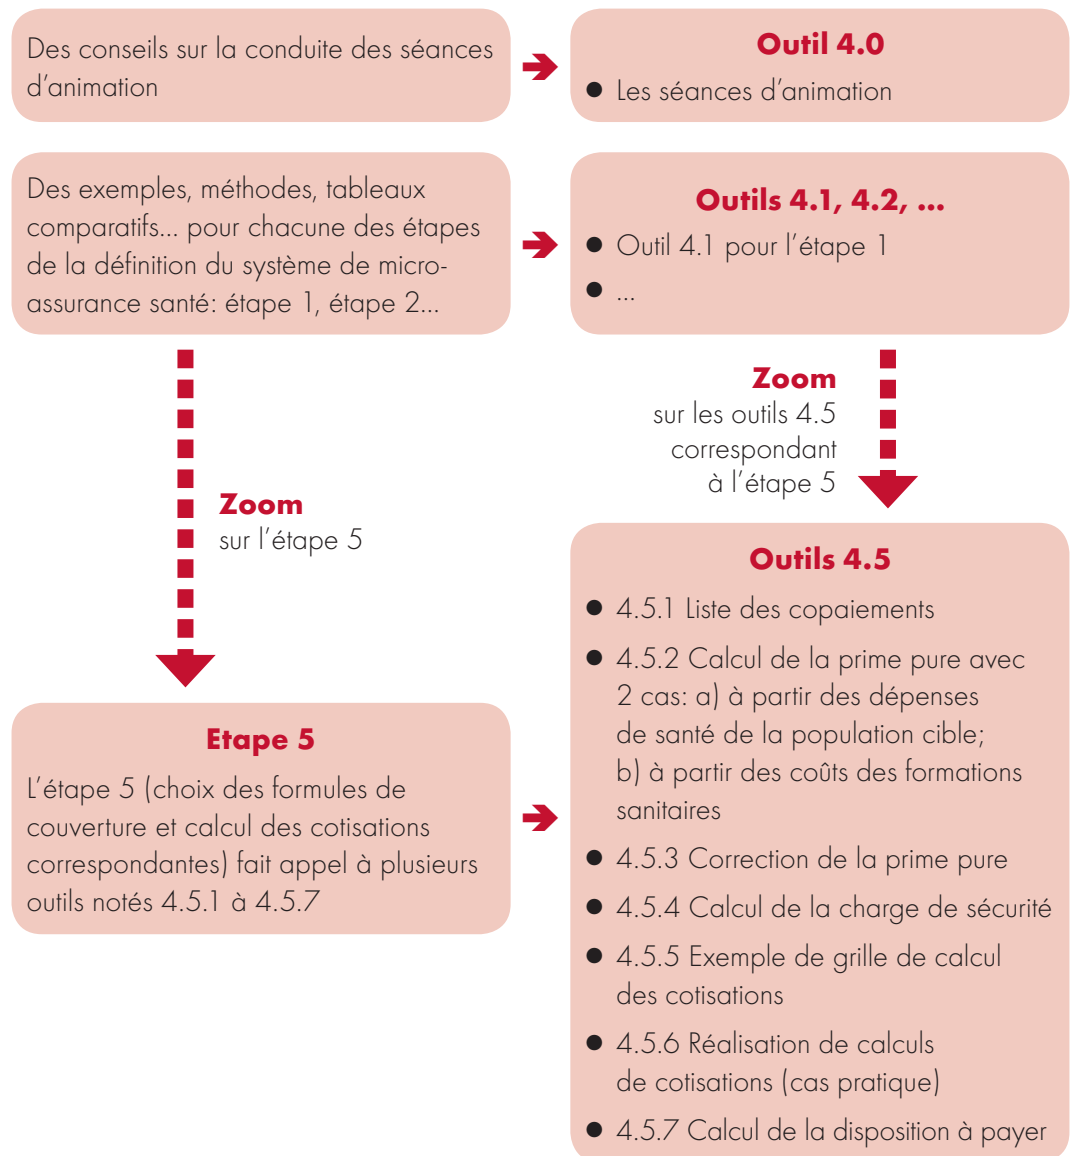 Des conseils sur la conduite des séances
d'animation
Outil 4.0
● Les séances d'animation
Des exemples, méthodes, tableaux
comparatifs... pour chacune des étapes
de la définition du système de micro-
assurance santé: étape 1, étape 2...
Outils 4.1, 4.2, ...
● Outil 4.1 pour l'étape 1
● ...
Zoom
sur l'étape 5
Zoom
sur les outils 4.5
correspondant
à l'étape 5
Etape 5
L'étape 5 (choix des formules de
couverture et calcul des cotisations
correspondantes) fait appel à plusieurs
outils notés 4.5.1 à 4.5.7
Outils 4.5
● 4.5.1 Liste des copaiements
● 4.5.2 Calcul de la prime pure avec
2 cas: a) à partir des dépenses
de santé de la population cible;
b) à partir des coûts des formations
sanitaires
● 4.5.3 Correction de la prime pure
● 4.5.4 Calcul de la charge de sécurité
● 4.5.5 Exemple de grille de calcul
des cotisations
● 4.5.6 Réalisation de calculs
de cotisations (cas pratique)
● 4.5.7 Calcul de la disposition à payer